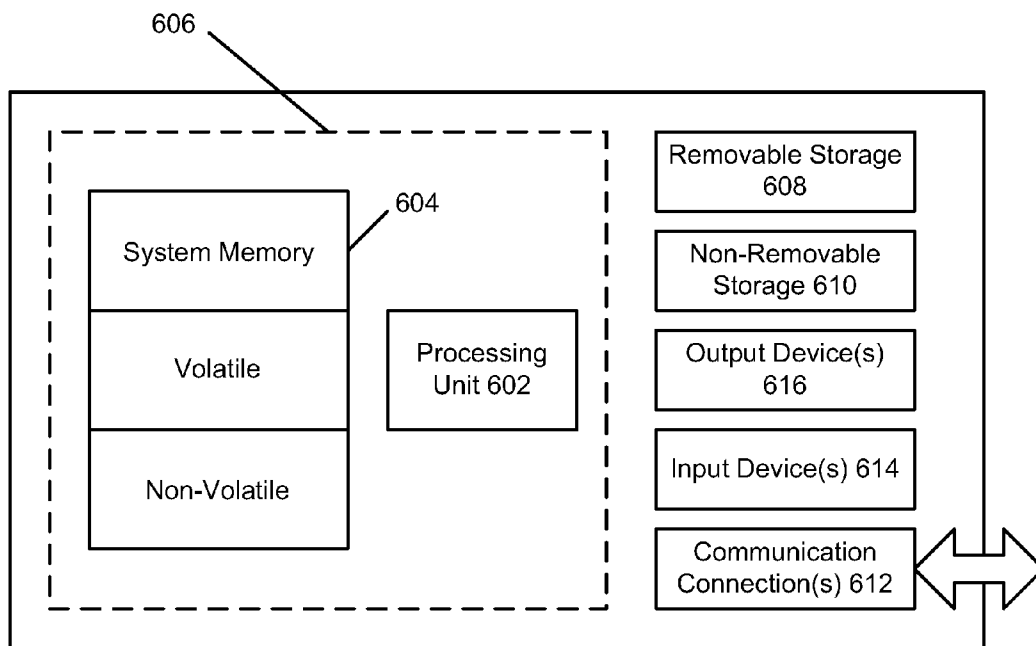 606
604
System Memory
Volatile
Non-Volatile
Processing
Unit 602
Removable Storage
608
Non-Removable
Storage 610
Output Device(s)
616
Input Device(s) 614
Communication
Connection(s) 612